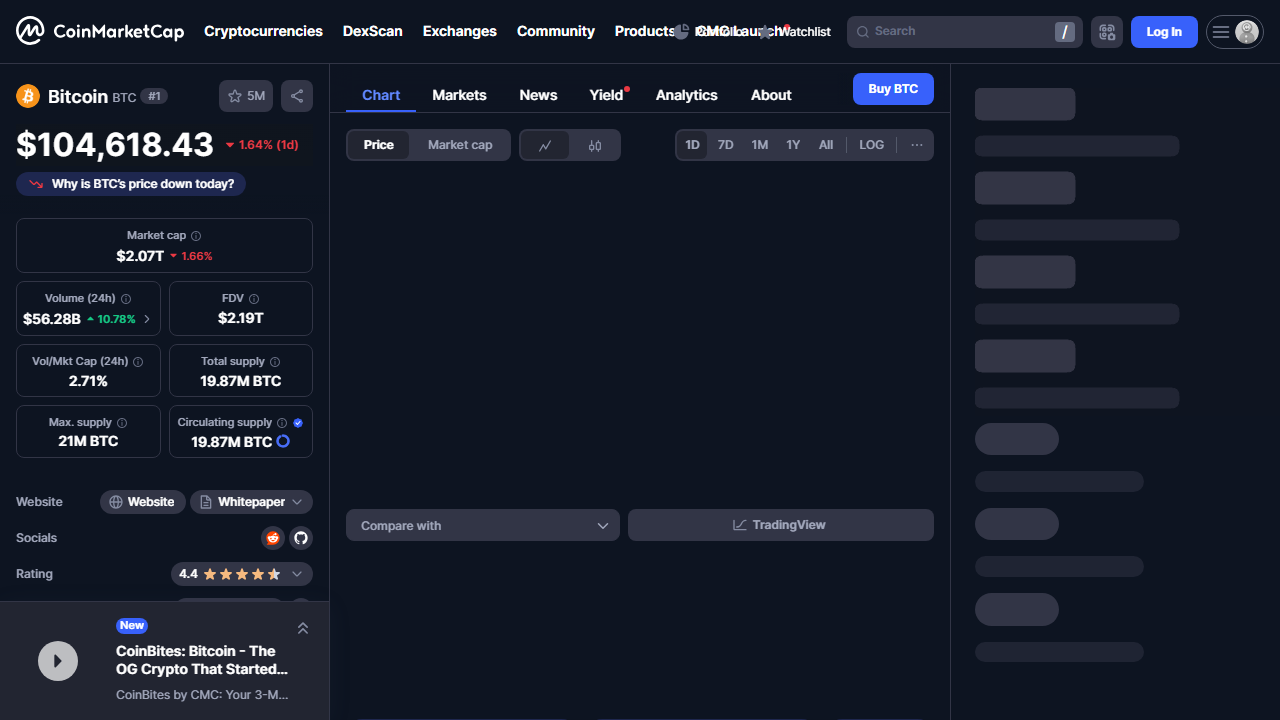 CoinMarketCap
Cryptocurrencies
DexScan
Exchanges
Community
Products
CMC Launch
Watchlist
Search
/
Log In
Bitcoin BTC #1
5M
$104,618.43
1.64% (1d)
Why is BTC's price down today?
Market cap
$2.07T 1.66%
Volume (24h)
$56.28B 10.78%
FDV
$2.19T
Vol/Mkt Cap (24h)
2.71%
Total supply
19.87M BTC
Max. supply
21M BTC
Circulating supply
19.87M BTC
Website
Website
Whitepaper
Socials
Rating
4.4
New
CoinBites: Bitcoin - The
OG Crypto That Started...
CoinBites by CMC: Your 3-M...
Chart
Markets
News
Yield
Analytics
About
Buy BTC
Price
Market cap
1D
7D
1M
1Y
All
LOG
...
Compare with
TradingView